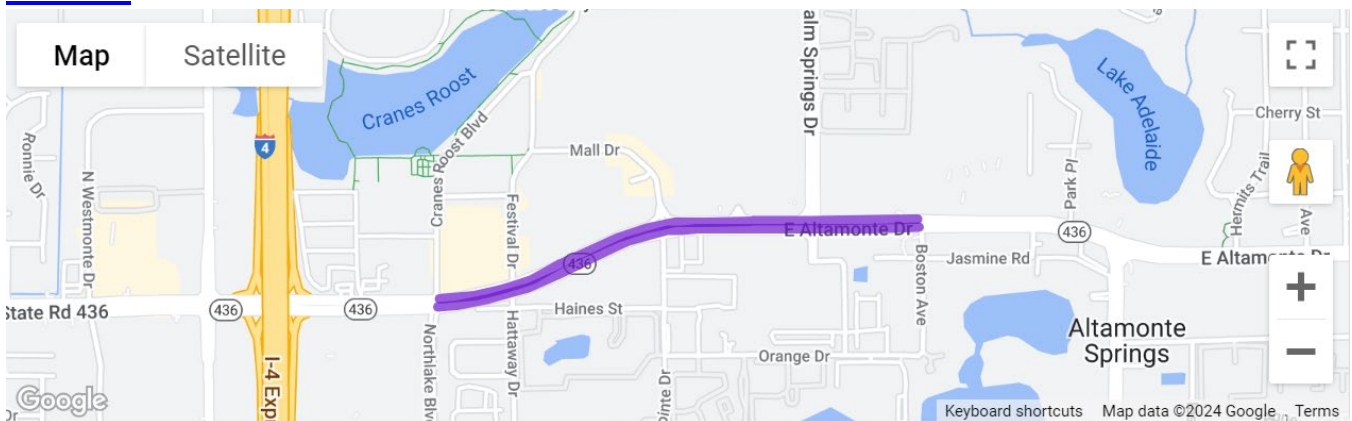 Map
Satellite
Cranes Roost
Cranes Roost Blvd
alm Springs Dr
Lake Adelaide
Cherry St
Ronnie Dr
N Westmonte Dr
4
Mall Dr
Park Pl
Hermits Trail
Ave
Festival Dr
436
E Altamonte Dr
436
Boston Ave
Jasmine Rd
E Altamonte Dr
State Rd 436
436
436
Haines St
Northlake Blv
Hattaway Dr
Altamonte
Springs
Orange Dr
I-4 Exp
ointe Dr
Google
Dr
Keyboard shortcuts
Map data ©2024 Google
Terms